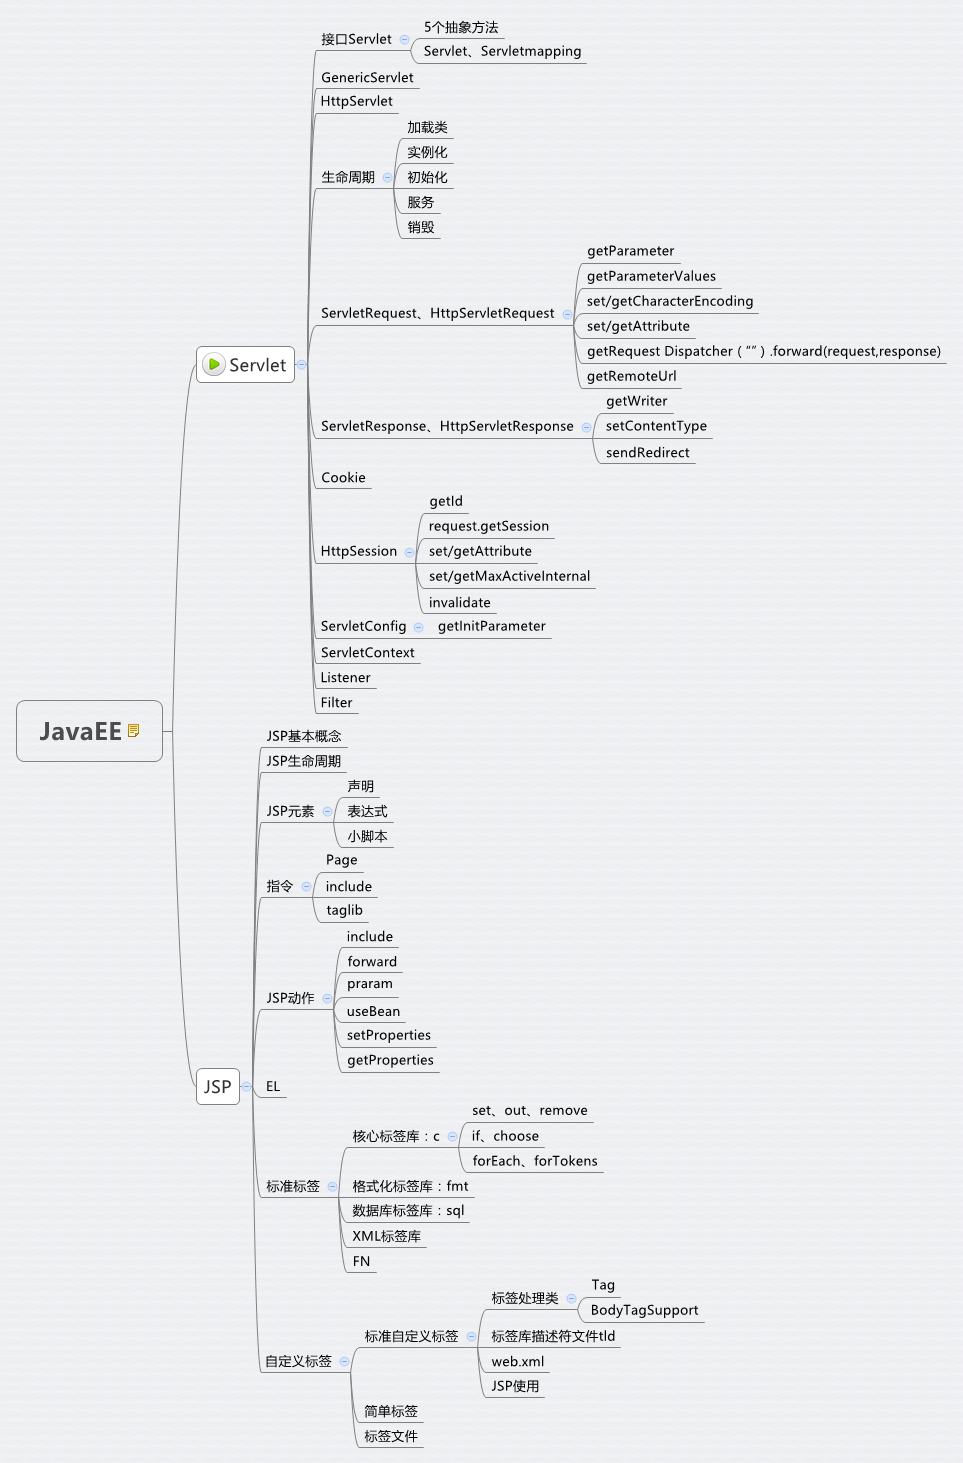 JavaEE
Servlet
接口Servlet
5个抽象方法
Servlet、Servletmapping
GenericServlet
HttpServlet
生命周期
加载类
实例化
初始化
服务
销毁
ServletRequest、HttpServletRequest
getParameter
getParameterValues
set/getCharacterEncoding
set/getAttribute
getRequest Dispatcher（“”）.forward(request,response)
getRemoteUrl
ServletResponse、HttpServletResponse
getWriter
setContentType
sendRedirect
Cookie
HttpSession
getId
request.getSession
set/getAttribute
set/getMaxActiveInternal
invalidate
ServletConfig
getInitParameter
ServletContext
Listener
Filter
JSP
JSP基本概念
JSP生命周期
JSP元素
声明
表达式
小脚本
指令
Page
include
taglib
JSP动作
include
forward
praram
useBean
setProperties
getProperties
EL
标准标签
核心标签库：c
set、out、remove
if、choose
forEach、forTokens
格式化标签库：fmt
数据库标签库：sql
XML标签库
FN
自定义标签
标准自定义标签
标签处理类
Tag
BodyTagSupport
标签库描述符文件tld
web.xml
JSP使用
简单标签
标签文件